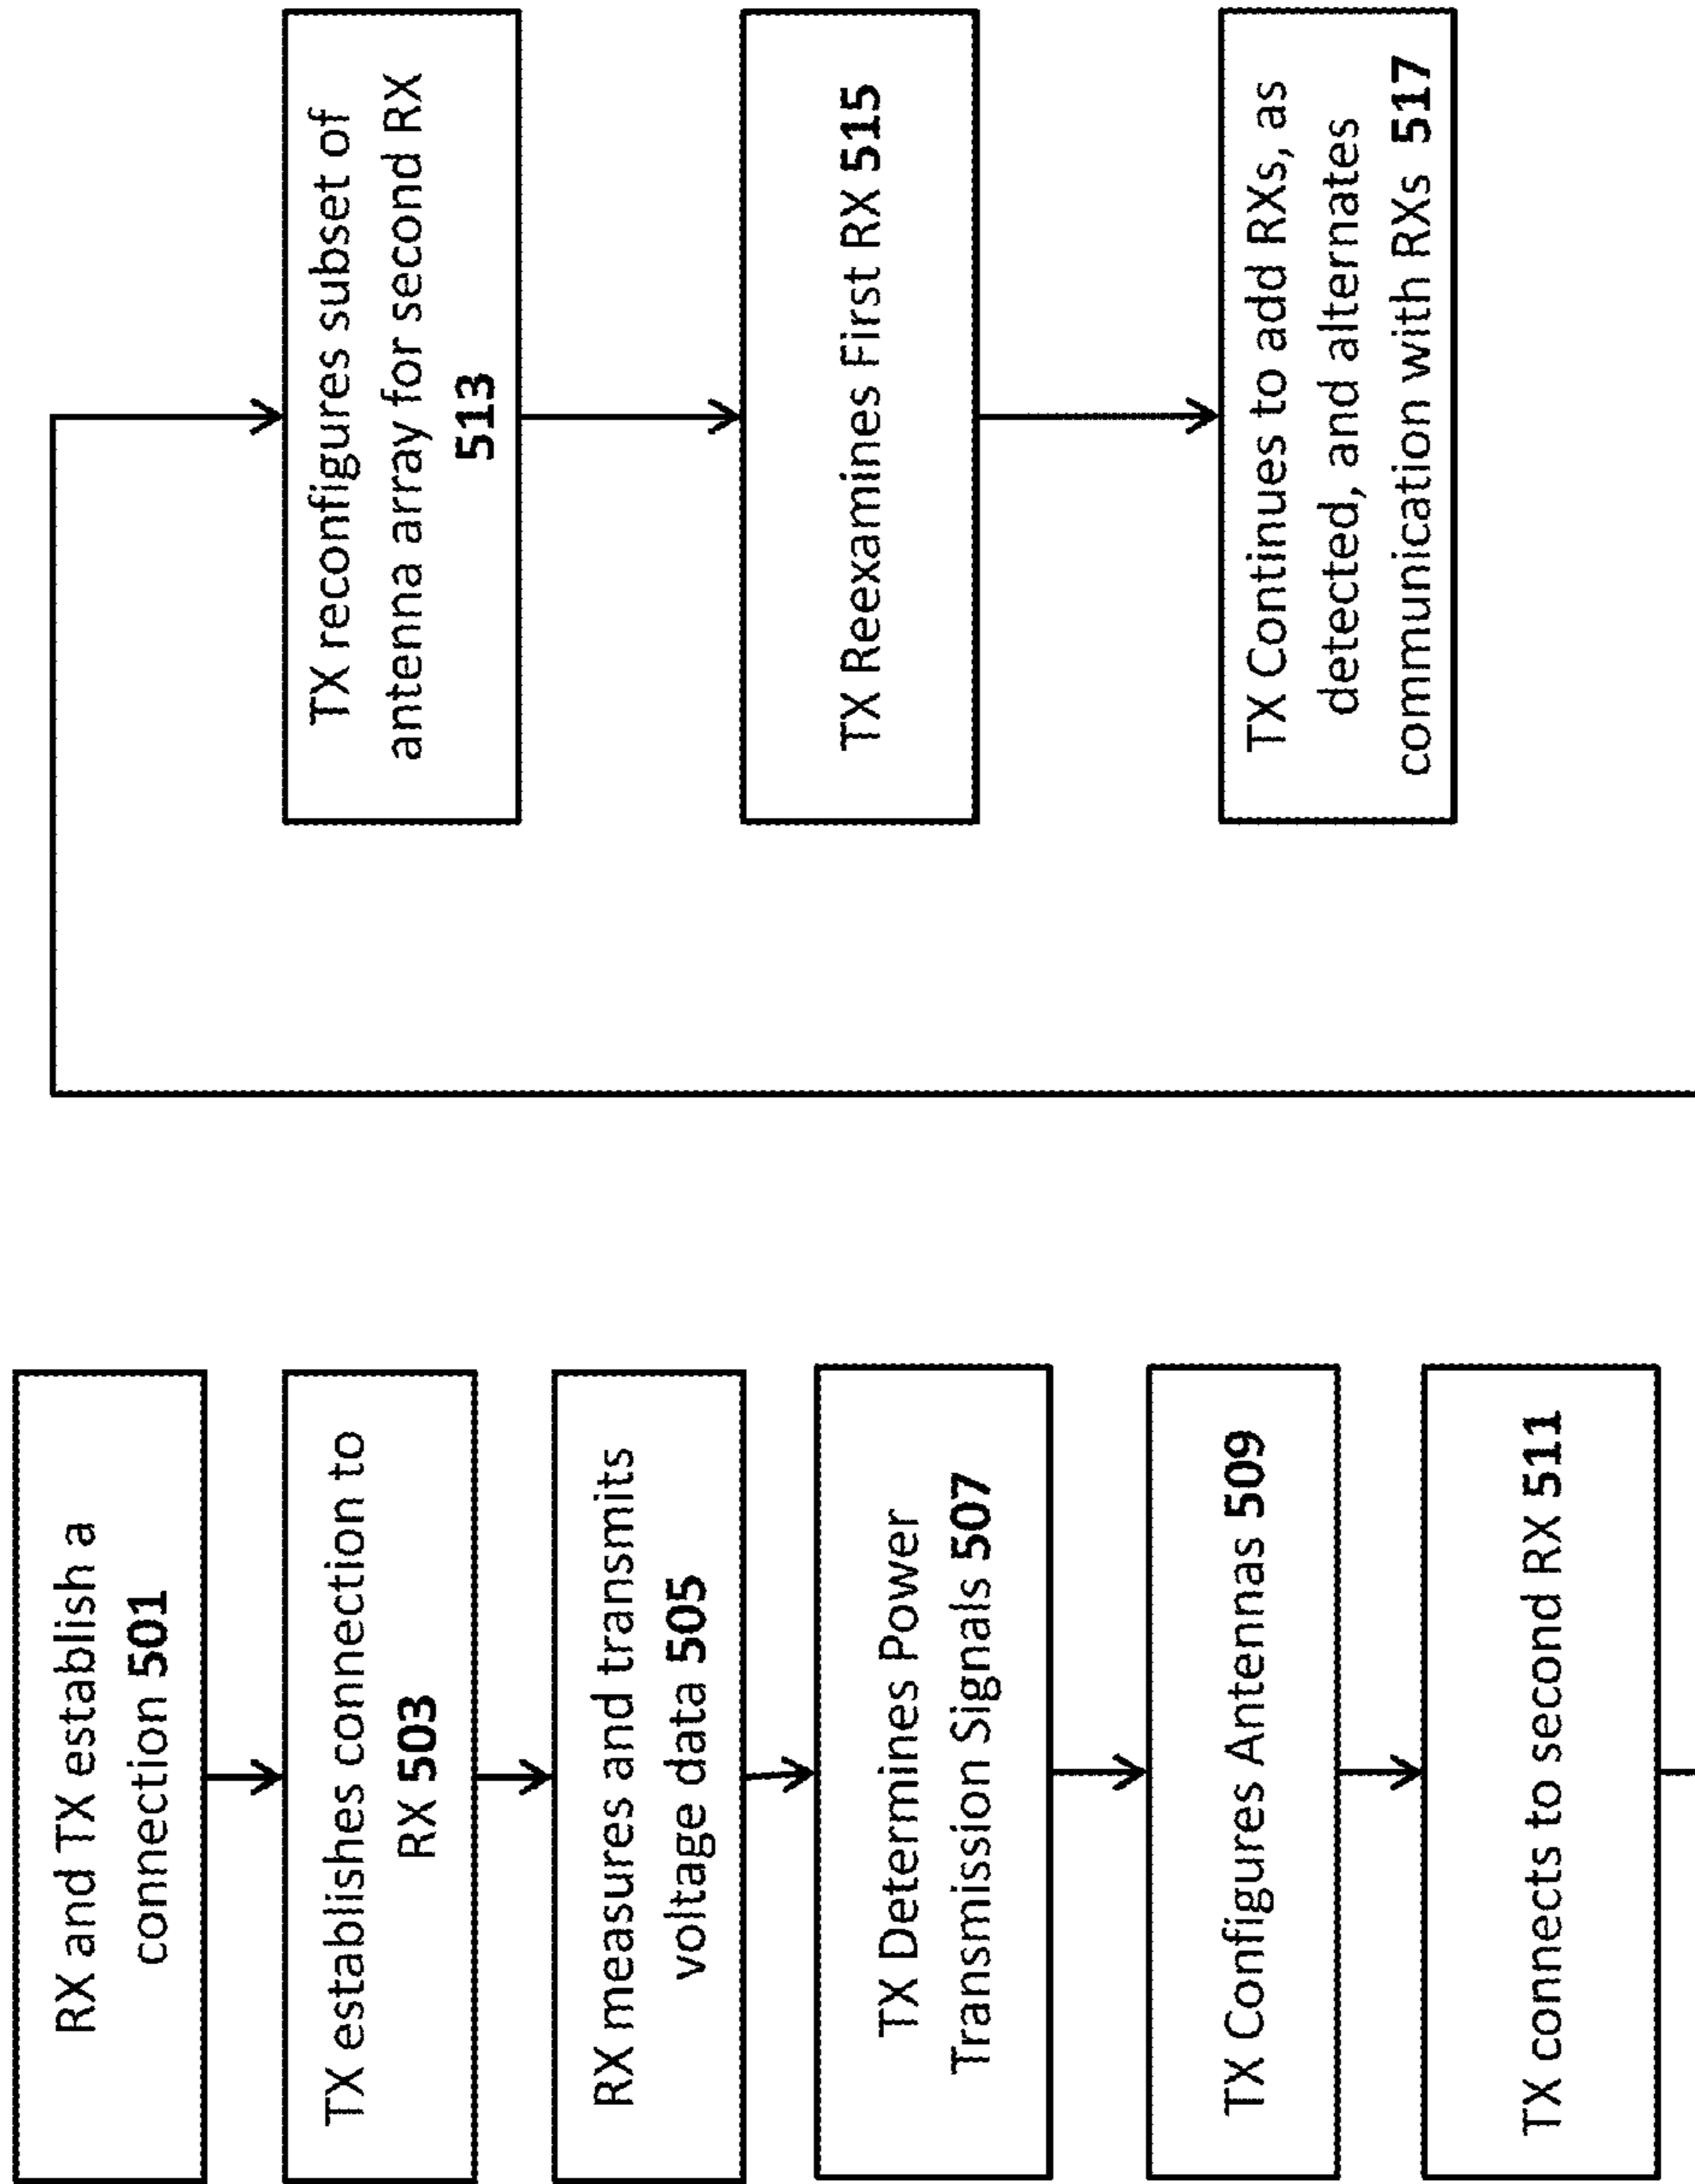 RX and TX establish a
connection 501
TX establishes connection to
RX 503
RX measures and transmits
voltage data 505
TX Determines Power
Transmission Signals 507
TX Configures Antennas 509
TX connects to second RX 511
TX reconfigures subset of
antenna array for second RX
513
TX Reexamines First RX 515
TX Continues to add RXs, as
detected, and alternates
communication with RXs 517